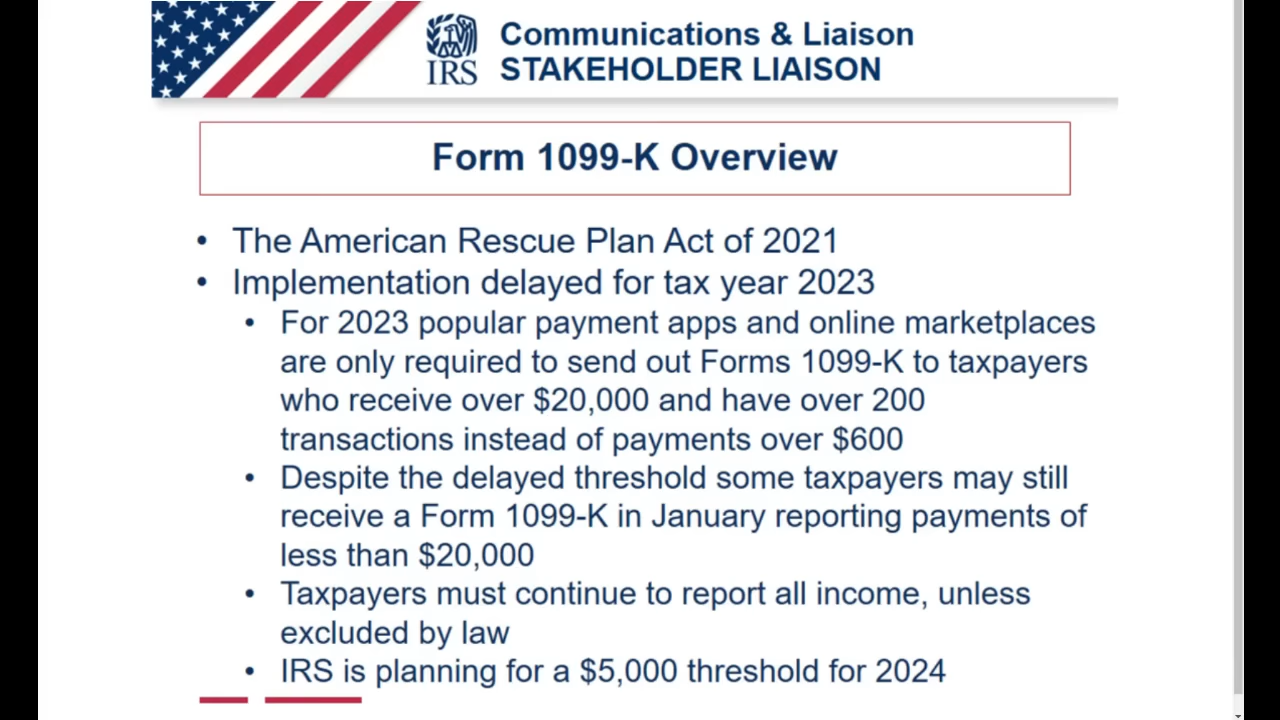 IRS
Communications & Liaison
STAKEHOLDER LIAISON
Form 1099-K Overview
• The American Rescue Plan Act of 2021
• Implementation delayed for tax year 2023
• For 2023 popular payment apps and online marketplaces
are only required to send out Forms 1099-K to taxpayers
who receive over $20,000 and have over 200
transactions instead of payments over $600
• Despite the delayed threshold some taxpayers may still
receive a Form 1099-K in January reporting payments of
less than $20,000
• Taxpayers must continue to report all income, unless
excluded by law
• IRS is planning for a $5,000 threshold for 2024